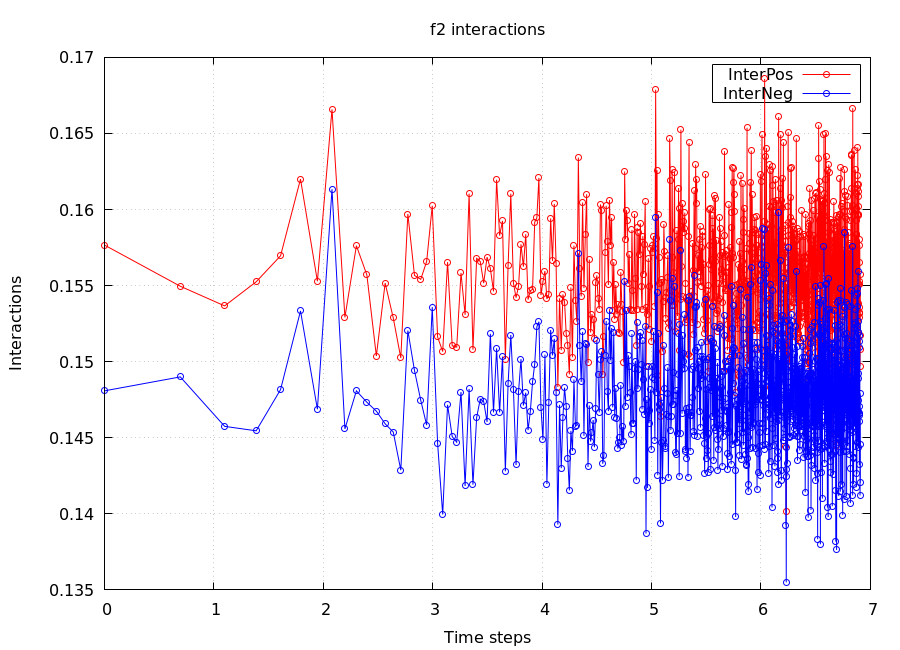 f2 interactions
0.17
0.165
0.16
0.155
0.15
0.145
0.14
0.135
Interactions
InterPos
InterNeg
0 1 2 3 4 5 6 7
Time steps